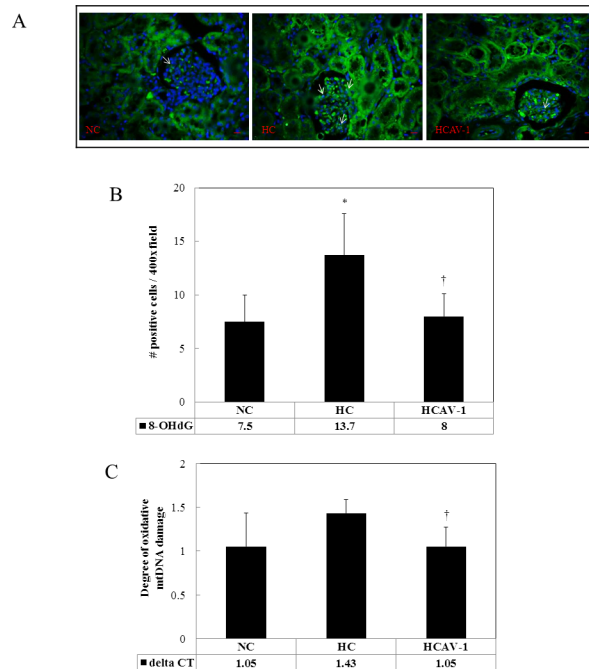 A
NC
HC
HCAV-1
B
# positive cells / 400x field
20
15
10
5
0
*
†
NC HC HCAV-1
8-OHdG 7.5 13.7 8
C
Degree of oxidative
mtDNA damage
2
1.5
1
0.5
0
†
NC HC HCAV-1
delta CT 1.05 1.43 1.05